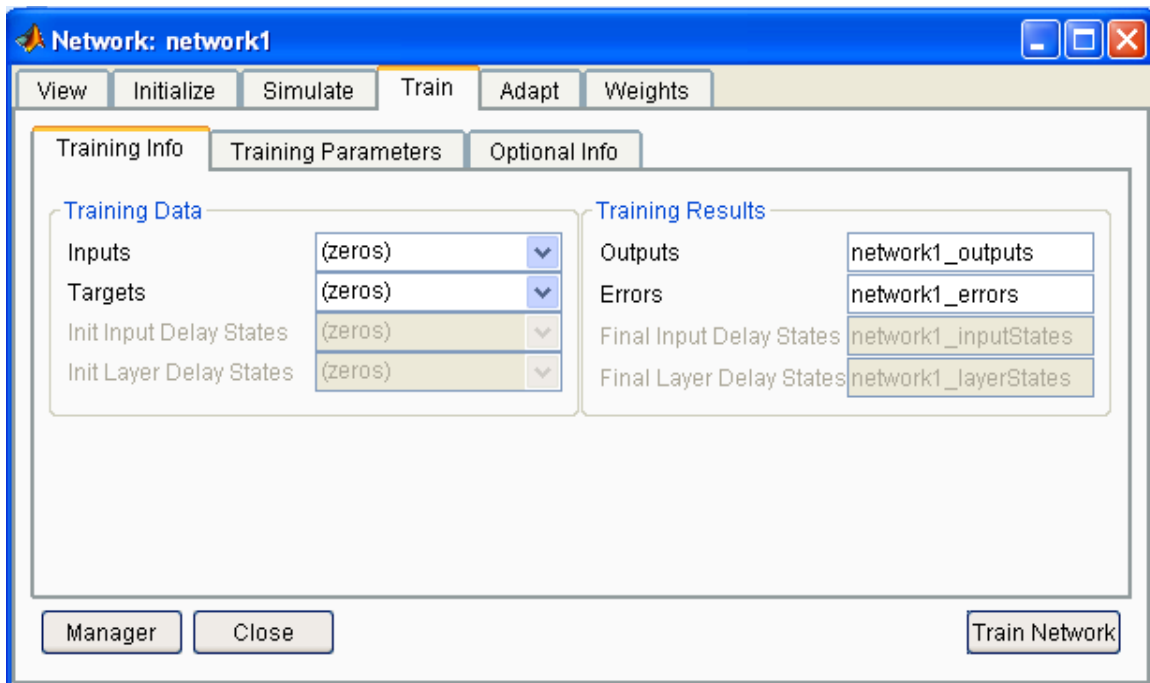 Network: network1
View Initialize Simulate Train Adapt Weights
Training Info Training Parameters Optional Info
Training Data
Inputs (zeros)
Targets (zeros)
Init Input Delay States (zeros)
Init Layer Delay States (zeros)
Training Results
Outputs network1_outputs
Errors network1_errors
Final Input Delay States network1_inputStates
Final Layer Delay States network1_layerStates
Manager Close Train Network